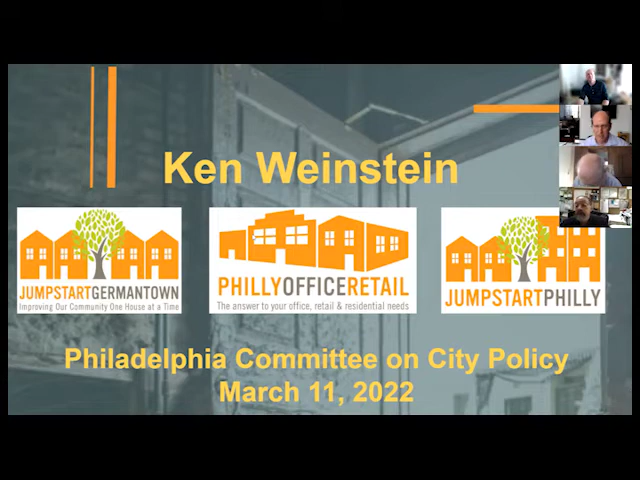 Ken Weinstein
JUMPSTARTGERMANTOWN
Improving Our Community One House at a Time
PHILLYOFFICERETAIL
The answer to your office, retail & residential needs
JUMPSTARTPHILLY
Philadelphia Committee on City Policy
March 11, 2022